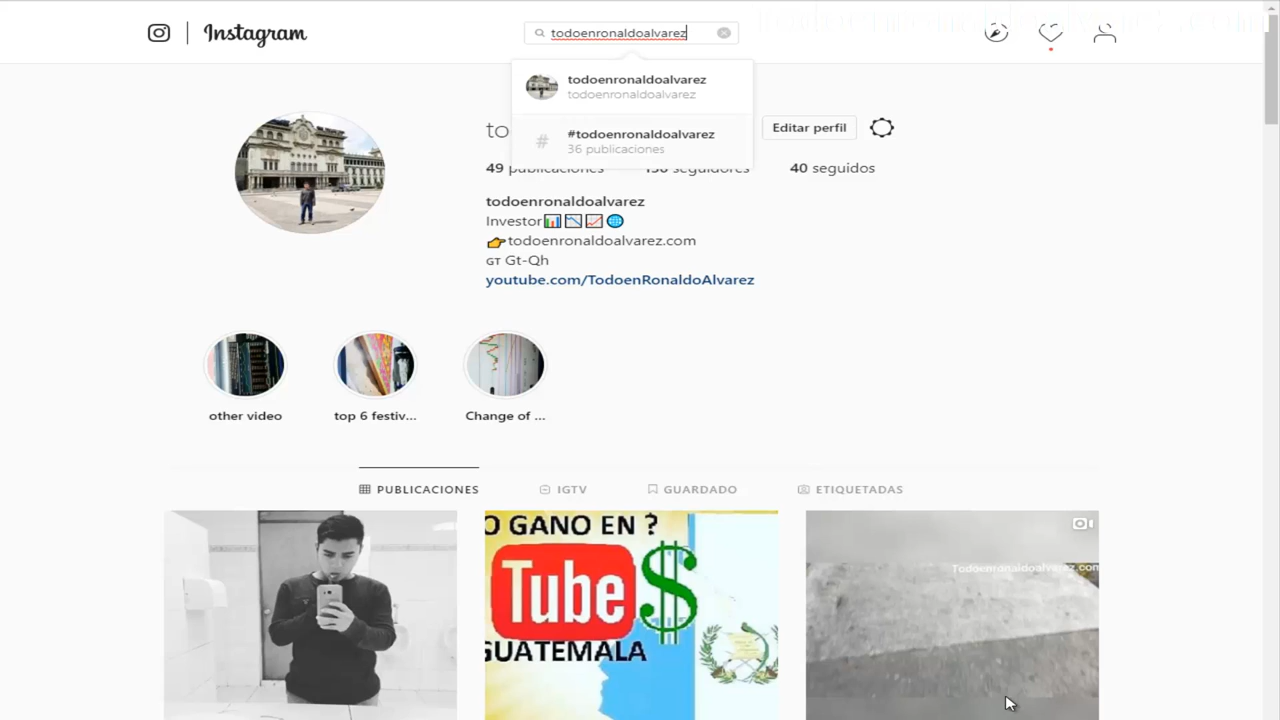 Instagram
todoenronaldoalvarez
todoenronaldoalvarez
todoenronaldoalvarez
#todoenronaldoalvarez
36 publicaciones
to
Editar perfil
49 publicaciones
seguidores
40 seguidos
todoenronaldoalvarez
Investor📊📉📈🌐
👉todoenronaldoalvarez.com
GT Gt-Qh
youtube.com/TodoenRonaldoAlvarez
other video
top 6 festiv...
Change of ...
PUBLICACIONES
IGTV
GUARDADO
ETIQUETADAS
O GANO EN ?
Tube$
GUATEMALA
Todoenronaldoalvarez.com